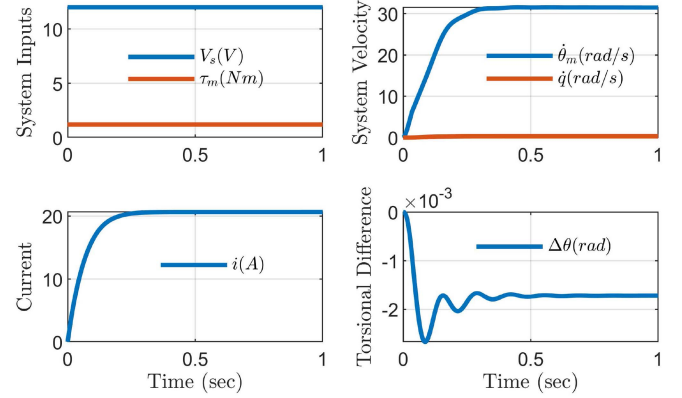 System Inputs
10
5
0
V_s(V)
τ_m(Nm)
0
0.5
1
System Velocity
30
20
10
0
θ̇_m(rad/s)
q̇(rad/s)
0
0.5
1
Current
20
10
0
i(A)
0
0.5
1
Time (sec)
Torsional Difference
×10⁻³
0
-1
-2
Δθ(rad)
0
0.5
1
Time (sec)